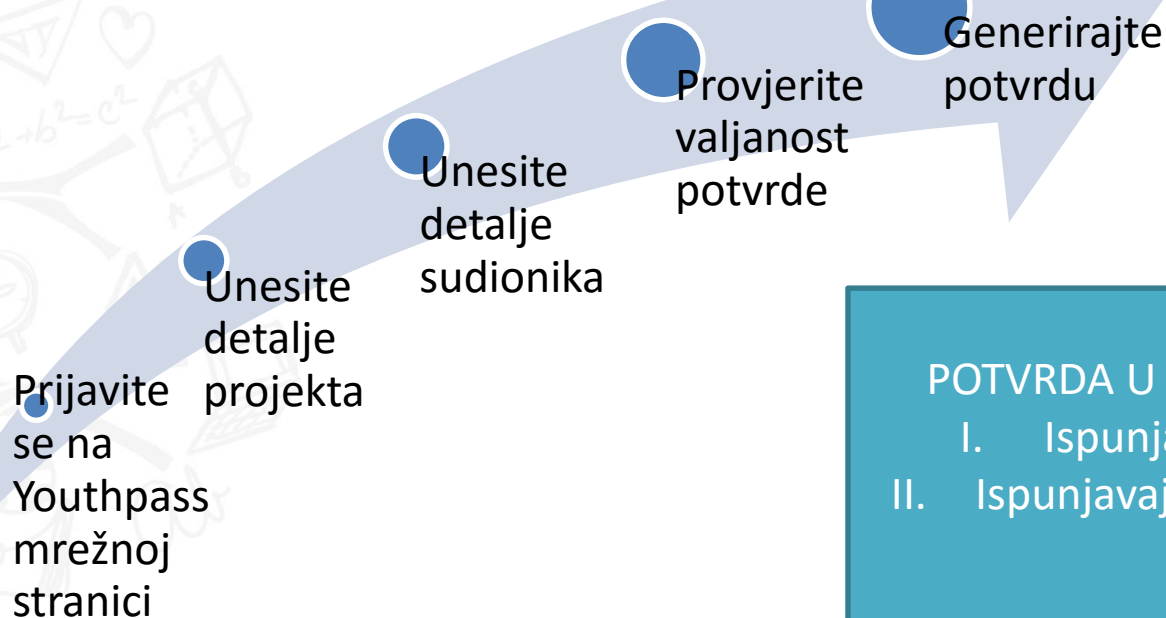 Prijavite
se na
Youthpass
mrežnoj
stranici
Unesite
detalje
projekta
Unesite
detalje
sudionika
Provjerite
valjanost
potvrde
Generirajte
potvrdu
POTVRDA U
I.
II.